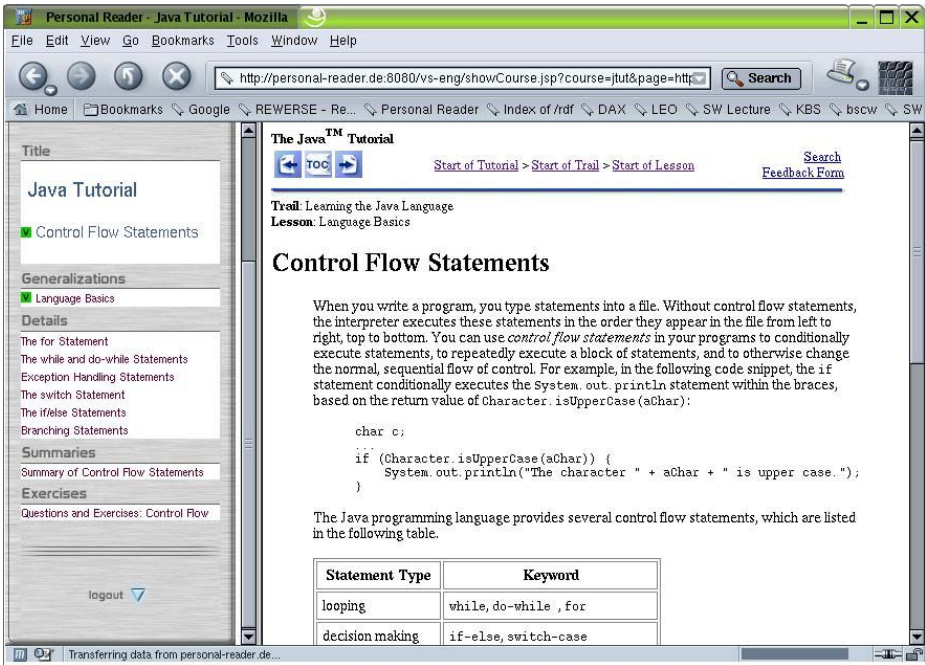 Personal Reader - Java Tutorial - Mozilla
File Edit View Go Bookmarks Tools Window Help
http://personal-reader.de:8080/vs-eng/showCourse.jsp?course=jtut&page=http
Search
Home Bookmarks Google REWERSE - Re... Personal Reader Index of /rdf DAX LEO SW Lecture KBS bscw SW
Title
Java Tutorial
Control Flow Statements
Generalizations
Language Basics
Details
The for Statement
The while and do-while Statements
Exception Handling Statements
The switch Statement
The if/else Statements
Branching Statements
Summaries
Summary of Control Flow Statements
Exercises
Questions and Exercises: Control Flow
logout
The Java™ Tutorial
TOC
Start of Tutorial > Start of Trail > Start of Lesson
Search
Feedback Form
Trail: Learning the Java Language
Lesson: Language Basics
Control Flow Statements
When you write a program, you type statements into a file. Without control flow statements,
the interpreter executes these statements in the order they appear in the file from left to
right, top to bottom. You can use control flow statements in your programs to conditionally
execute statements, to repeatedly execute a block of statements, and to otherwise change
the normal, sequential flow of control. For example, in the following code snippet, the if
statement conditionally executes the System.out.println statement within the braces,
based on the return value of Character.isUpperCase(aChar):
char c;
...
if (Character.isUpperCase(aChar)) {
System.out.println("The character " + aChar + " is upper case.");
}
The Java programming language provides several control flow statements, which are listed
in the following table.
Statement Type Keyword
looping while, do-while , for
decision making if-else, switch-case
Transferring data from personal-reader.de...